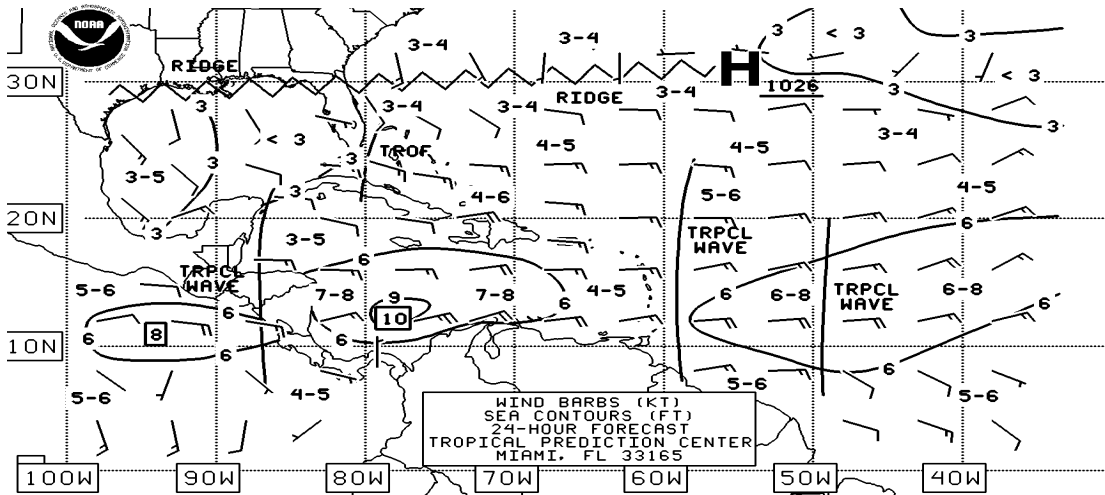 NOAA
3-4
3-4
3
< 3
3
RIDGE
H
< 3
30N
1026
3
3
3-4
3-4
RIDGE
3-4
3
3
< 3
TROF
4-5
4-5
3-4
3
3
3-5
3
4-6
5-6
4-5
20N
3
3-5
6
TRPCL
WAVE
6
TRPCL
WAVE
5-6
7-8
9
7-8
6
4-5
6
6-8
TRPCL
WAVE
6-8
6
6
10
6
8
6
10N
6
6
5-6
4-5
5-6
5-6
WIND BARBS (KT)
SEA CONTOURS (FT)
24-HOUR FORECAST
TROPICAL PREDICTION CENTER
MIAMI, FL 33165
100W
90W
80W
70W
60W
50W
40W